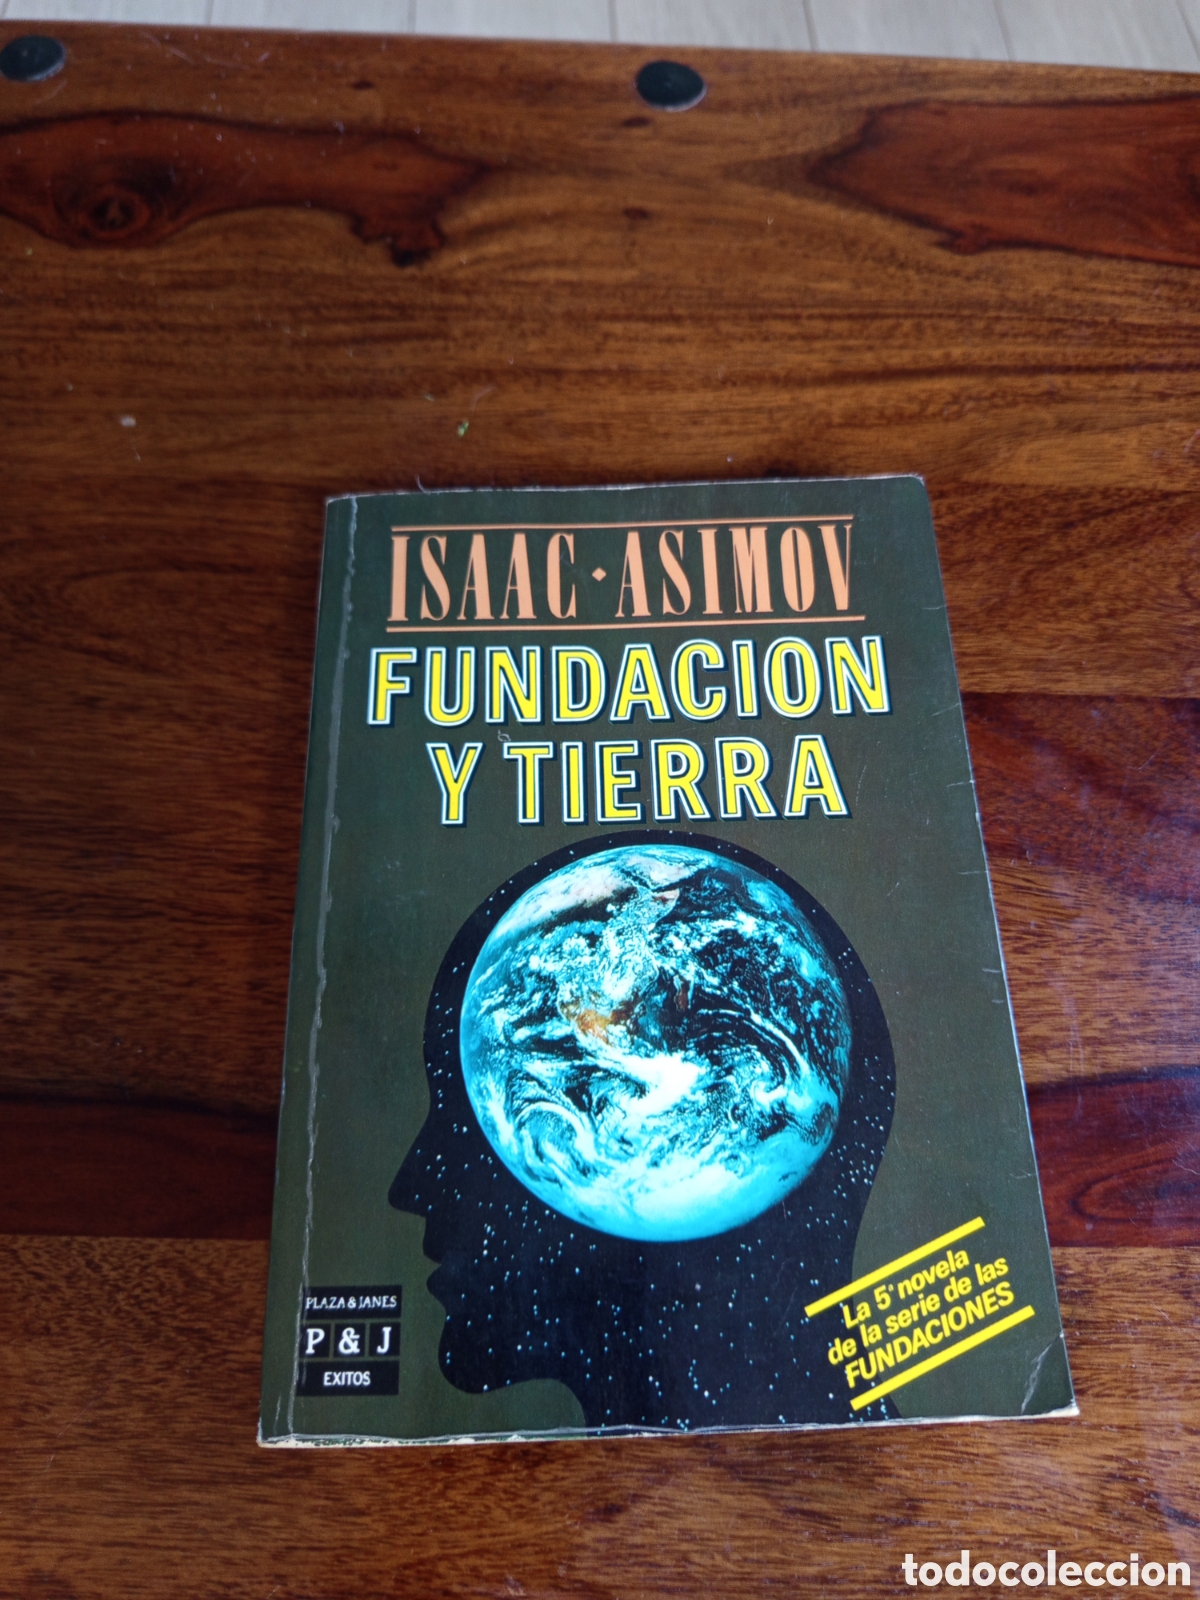 ISAAC · ASIMOV
FUNDACION
Y TIERRA
La 5ª novela
de la serie de las
FUNDACIONES
PLAZA & JANES
P & J
EXITOS
todocoleccion